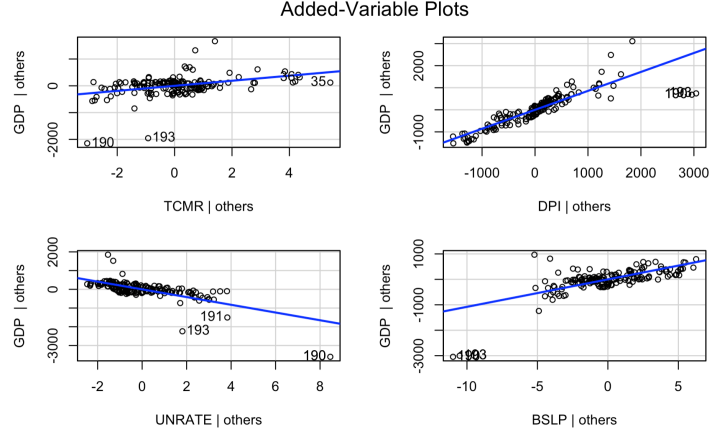 Added-Variable Plots
GDP | others
0
-2000
35
190
193
-2 0 2 4
TCMR | others
GDP | others
2000
-1000
190
-1000 0 1000 2000 3000
DPI | others
GDP | others
2000
0
-3000
191
193
190
-2 0 2 4 6 8
UNRATE | others
GDP | others
1000
-1000
-3000
-10 -5 0 5
BSLP | others